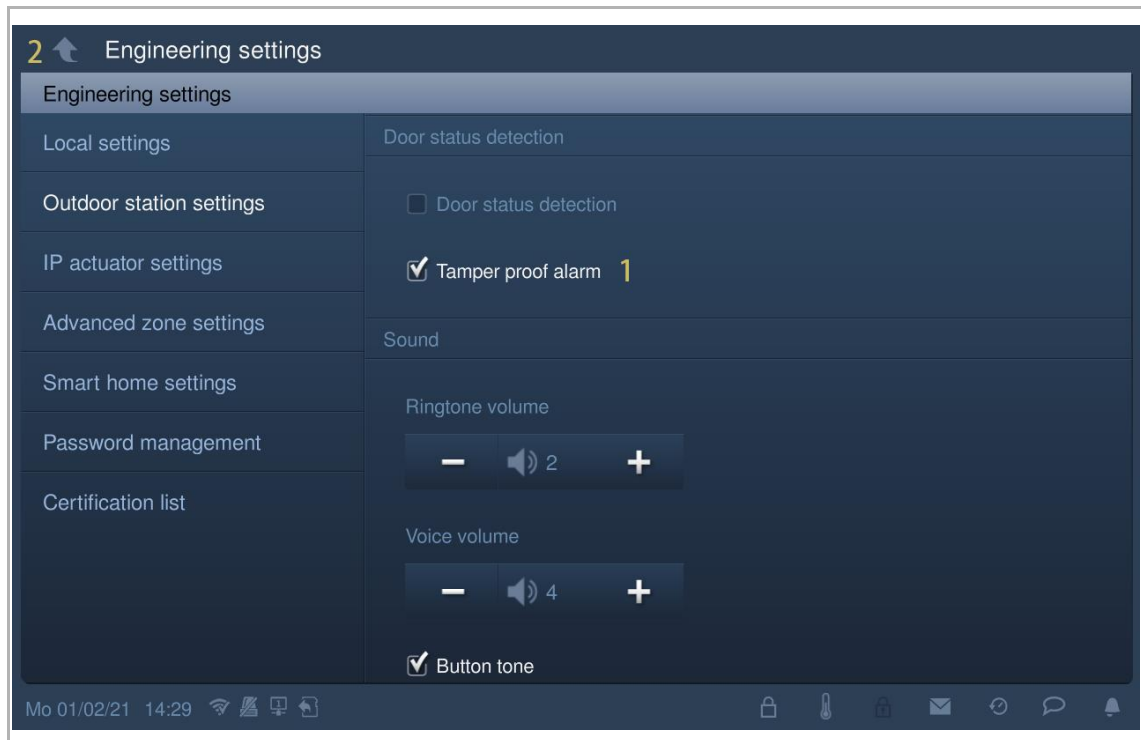 2 Engineering settings
Engineering settings
Local settings
Outdoor station settings
IP actuator settings
Advanced zone settings
Smart home settings
Password management
Certification list
Door status detection
Door status detection
Tamper proof alarm 1
Sound
Ringtone volume
2
Voice volume
4
Button tone
Mo 01/02/21 14:29 1